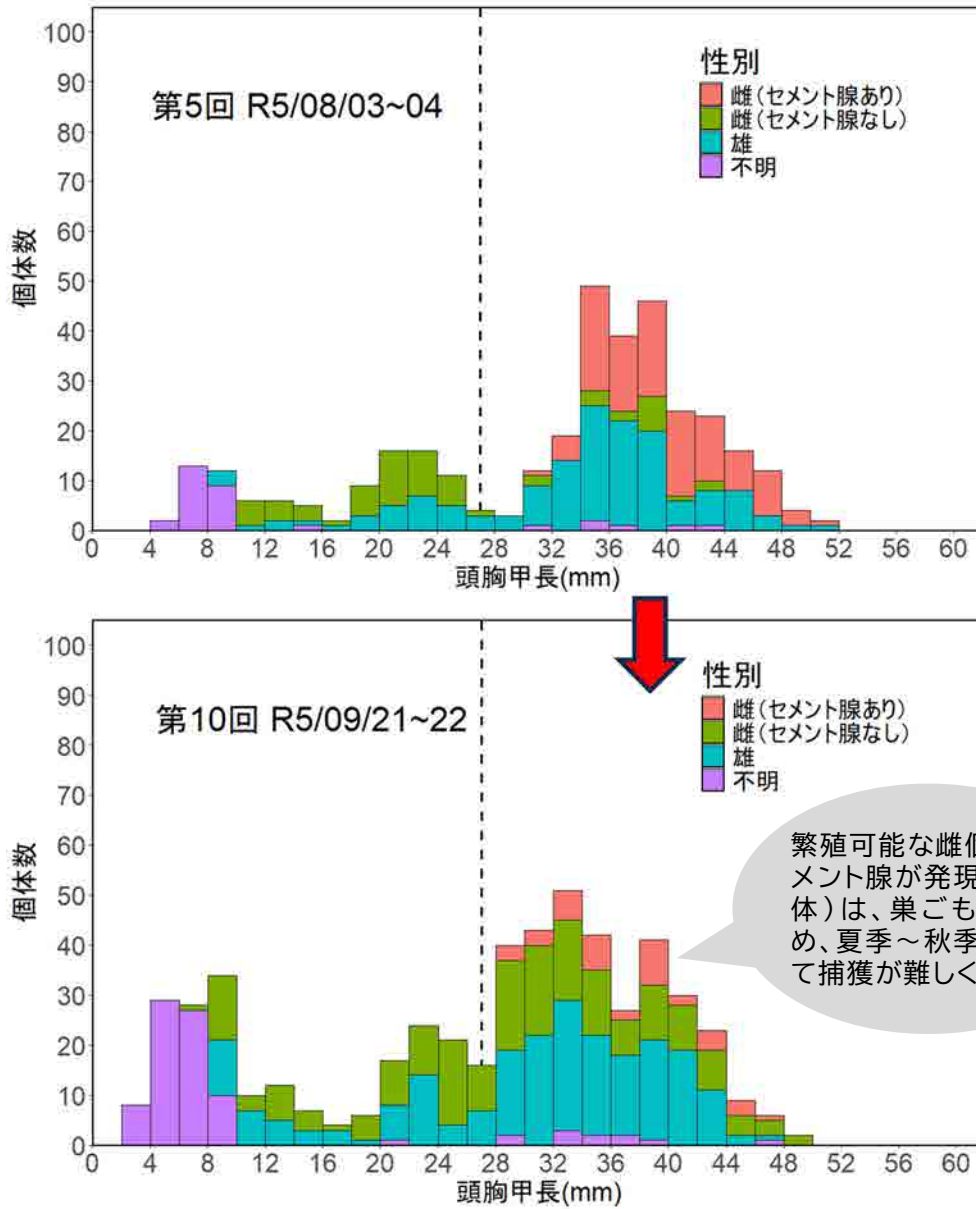 100
90
80
70
60
50
40
30
20
10
0
個体数
第5回 R5/08/03~04
性別
雌(セメント腺あり)
雌(セメント腺なし)
雄
不明
0 4 8 12 16 20 24 28 32 36 40 44 48 52 56 60
頭胸甲長(mm)
100
90
80
70
60
50
40
30
20
10
0
個体数
第10回 R5/09/21~22
性別
雌(セメント腺あり)
雌(セメント腺なし)
雄
不明
繁殖可能な雌個
メント腺が発現
体)は、巣ごも
め、夏季～秋季
て捕獲が難しく
0 4 8 12 16 20 24 28 32 36 40 44 48 52 56 60
頭胸甲長(mm)